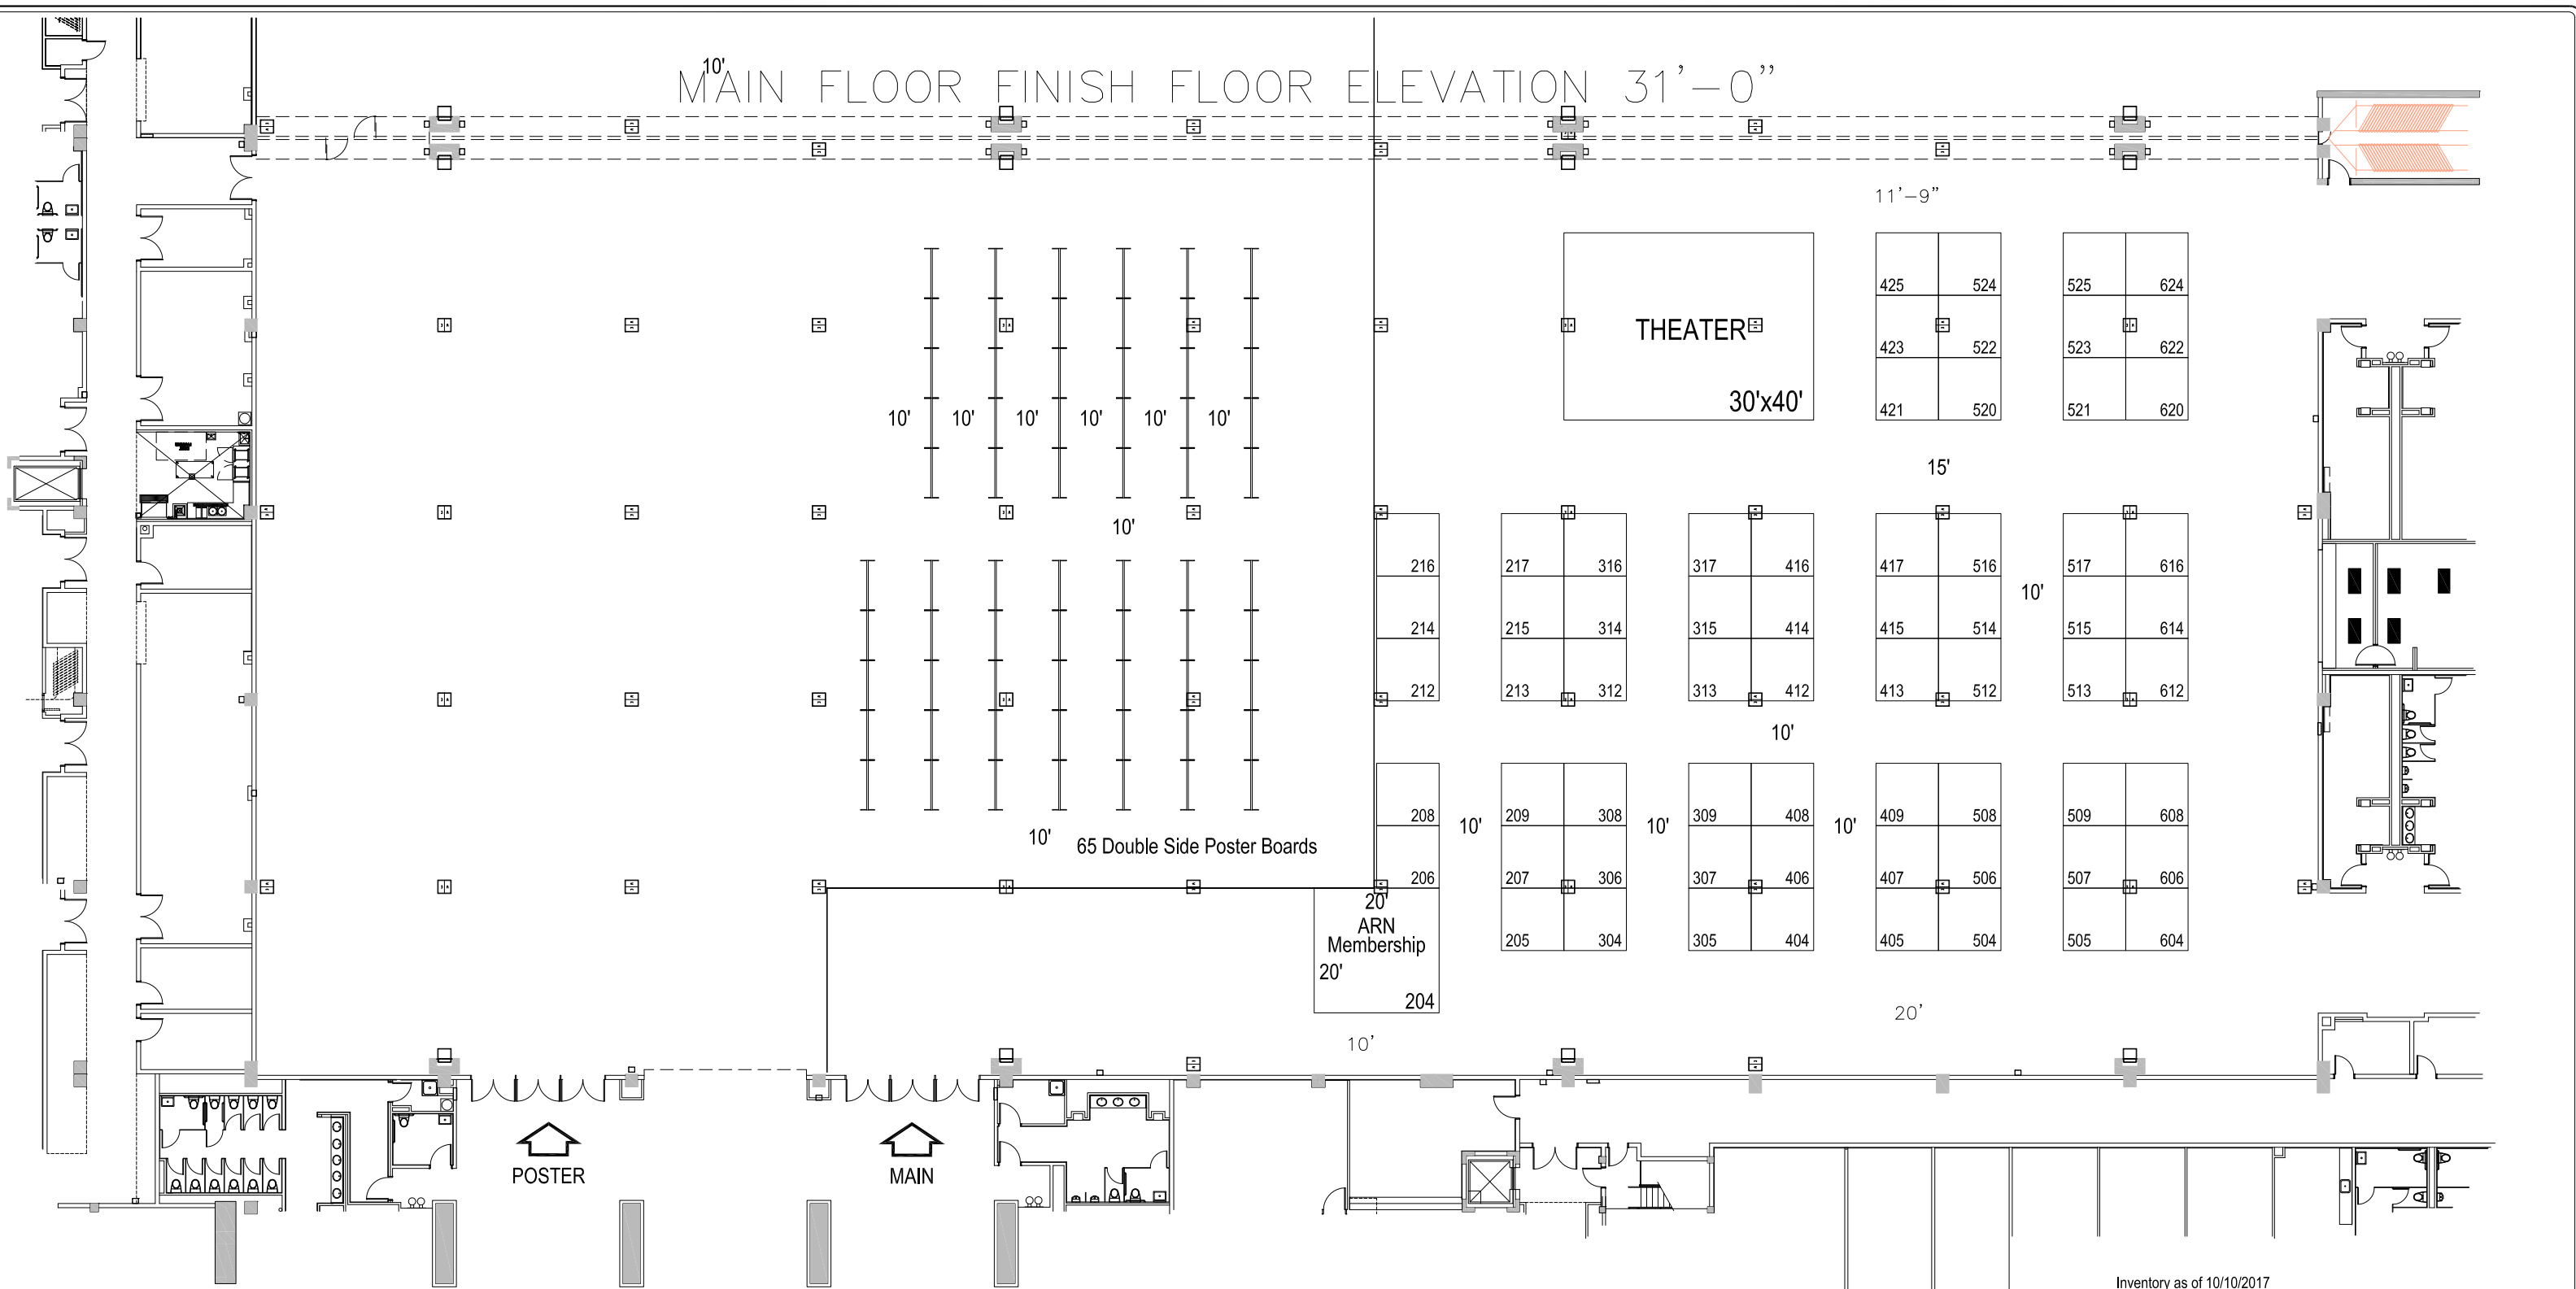 10'
MAIN FLOOR FINISH FLOOR ELEVATION 31'-0"
11'-9"
425 524 525 624
THEATER
423 522 523 622
30'x40'
421 520 521 620
10' 10' 10' 10' 10' 10'
15'
10'
216 217 316 317 416 417 516 517 616
10'
214 215 314 315 414 415 514 515 614
212 213 312 313 412 413 512 513 612
10'
208 209 308 309 408 409 508 509 608
10' 10' 10'
10' 65 Double Side Poster Boards
206 207 306 307 406 407 506 507 606
20'
ARN
Membership
205 304 305 404 405 504 505 604
20'
204
20'
10'
POSTER
MAIN
Inventory as of 10/10/2017